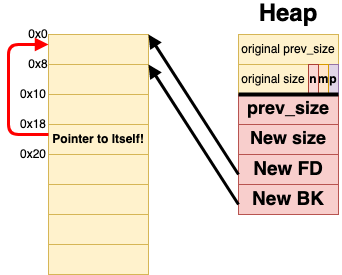 Heap
0x0
0x8
0x10
0x18
Pointer to Itself!
0x20
original prev_size
original size n m p
prev_size
New size
New FD
New BK